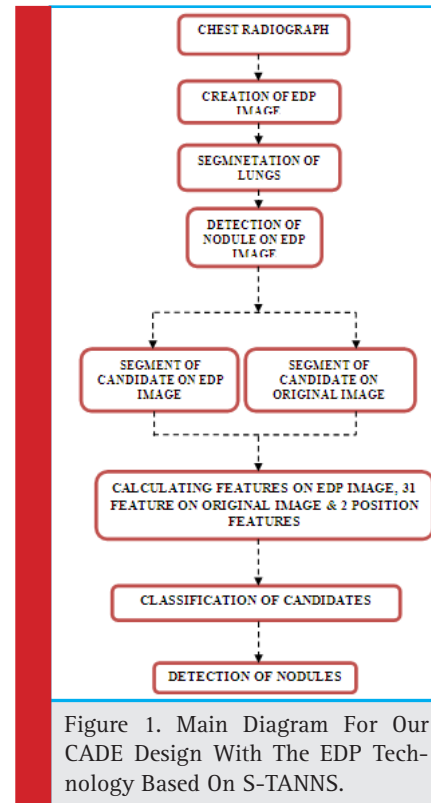 CHEST RADIOGRAPH
CREATION OF EDP
IMAGE
SEGMNETATION OF
LUNGS
DETECTION OF
NODULE ON EDP
IMAGE
SEGMENT OF
CANDIDATE ON EDP
IMAGE
SEGMENT OF
CANDIDATE ON
ORIGINAL IMAGE
CALCULATING FEATURES ON EDP IMAGE, 31
FEATURE ON ORIGINAL IMAGE & 2 POSITION
FEATURES
CLASSIFICATION OF CANDIDATES
DETECTION OF NODULES
Figure 1. Main Diagram For Our
CADE Design With The EDP Tech-
nology Based On S-TANNS.